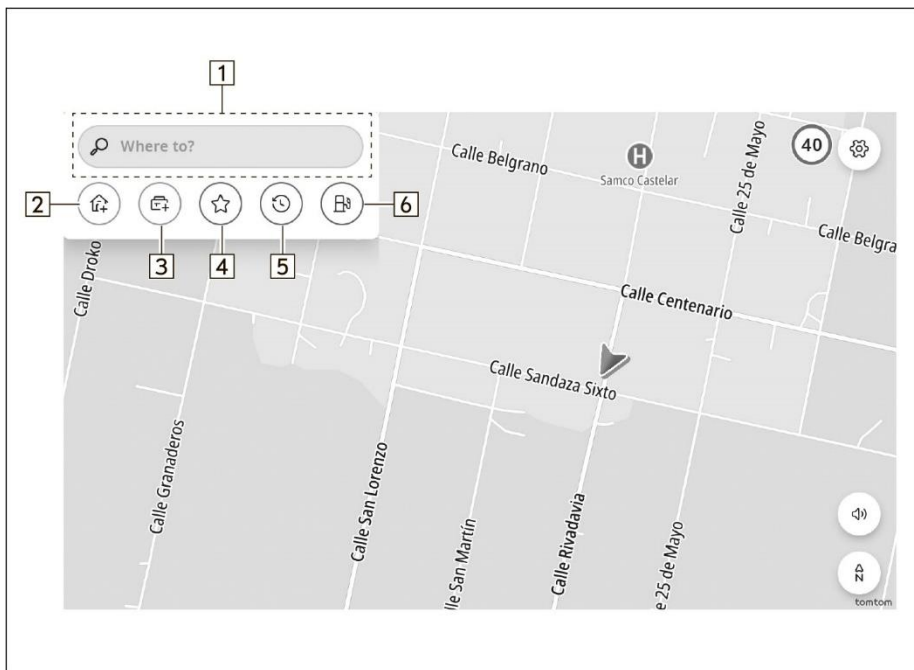 1
Where to?
2
3
4
5
6
40
Calle Belgrano
H
Samco Castelar
Calle 25 de Mayo
Calle Belgra
Calle Droko
Calle Centenario
Calle Sandaza Sixto
Calle Granaderos
Calle San Lorenzo
lle San Martín
Calle Rivadavia
e 25 de Mayo
N
tomtom